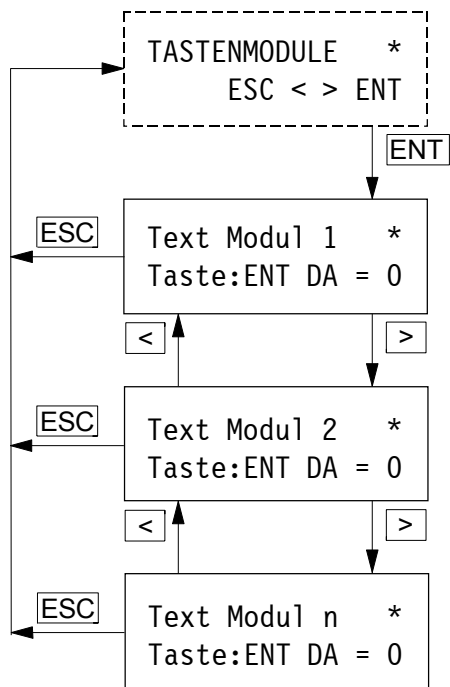 TASTENMODULE *
ESC < > ENT
ENT
ESC
Text Modul 1 *
Taste:ENT DA = 0
<
>
ESC
Text Modul 2 *
Taste:ENT DA = 0
<
>
ESC
Text Modul n *
Taste:ENT DA = 0